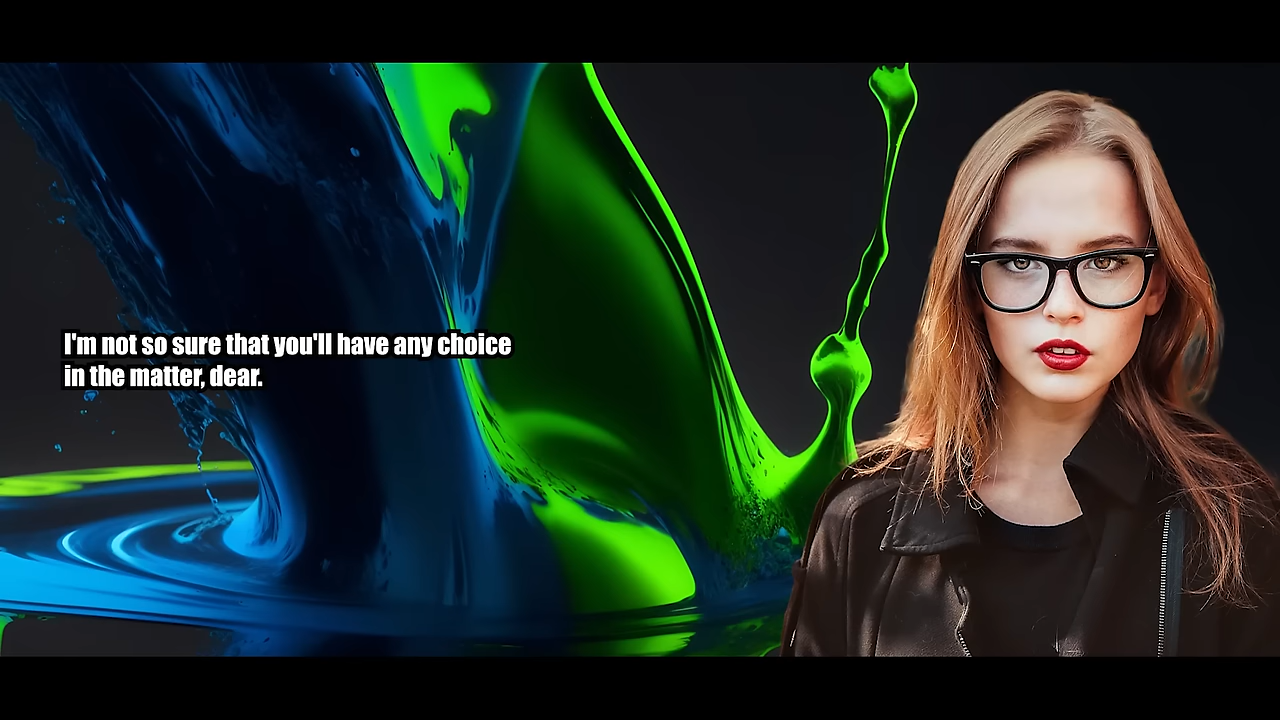 I'm not so sure that you'll have any choice
in the matter, dear.